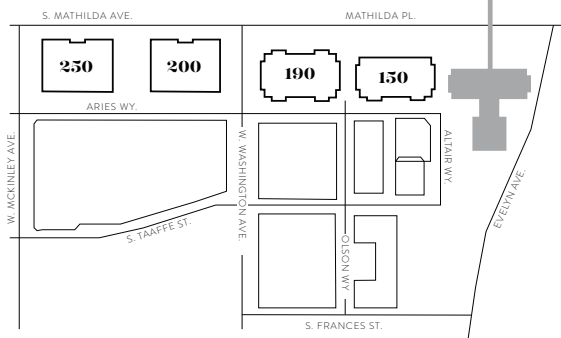 S. MATHILDA AVE.
MATHILDA PL.
250
200
190
150
ARIES WY.
W. MCKINLEY AVE.
W. WASHINGTON AVE.
ALTAIR WY.
EVELYN AVE.
S. TAAFFE ST.
OLSON WY
S. FRANCES ST.